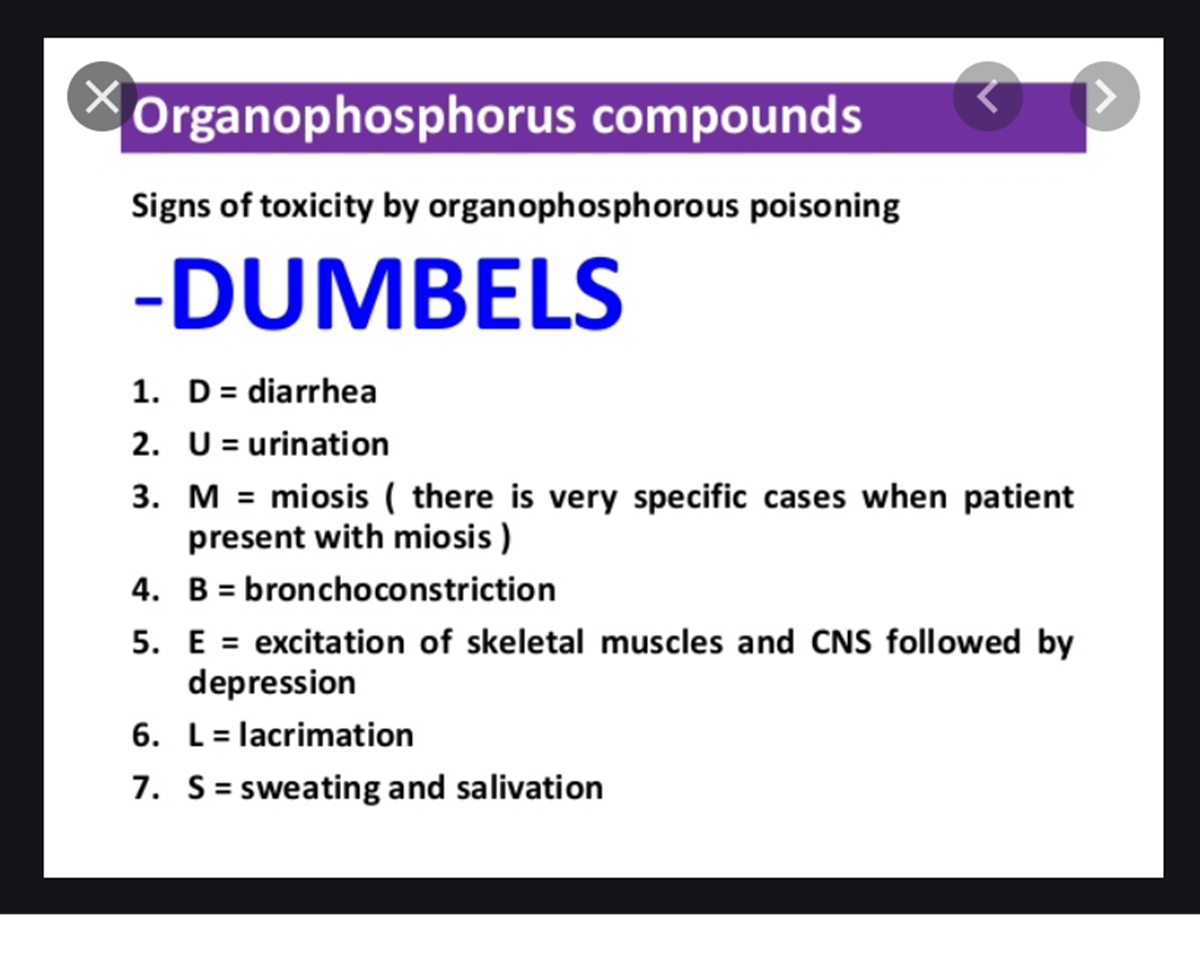 Organophosphorus compounds
Signs of toxicity by organophosphorous poisoning
-DUMBELS
1. D = diarrhea
2. U = urination
3. M = miosis ( there is very specific cases when patient
present with miosis )
4. B = bronchoconstriction
5. E = excitation of skeletal muscles and CNS followed by
depression
6. L = lacrimation
7. S = sweating and salivation